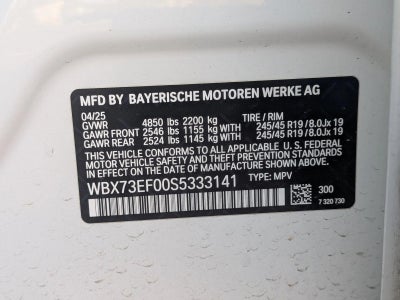 MFD BY BAYERISCHE MOTOREN WERKE AG
04/25
GVWR 4850 lbs 2200 kg TIRE / RIM
GAWR FRONT 2546 lbs 1155 kg WITH 245/45 R19 / 8.0Jx 19
GAWR REAR 2524 lbs 1145 kg WITH 245/45 R19 / 8.0Jx 19
THIS VEHICLE CONFORMS TO ALL APPLICABLE U.S. FEDERAL
MOTOR VEHICLE SAFETY STANDARDS IN EFFECT ON THE
DATE OF MANUFACTURE SHOWN ABOVE.
WBX73EF00S5333141 TYPE: MPV
300
7 320 730